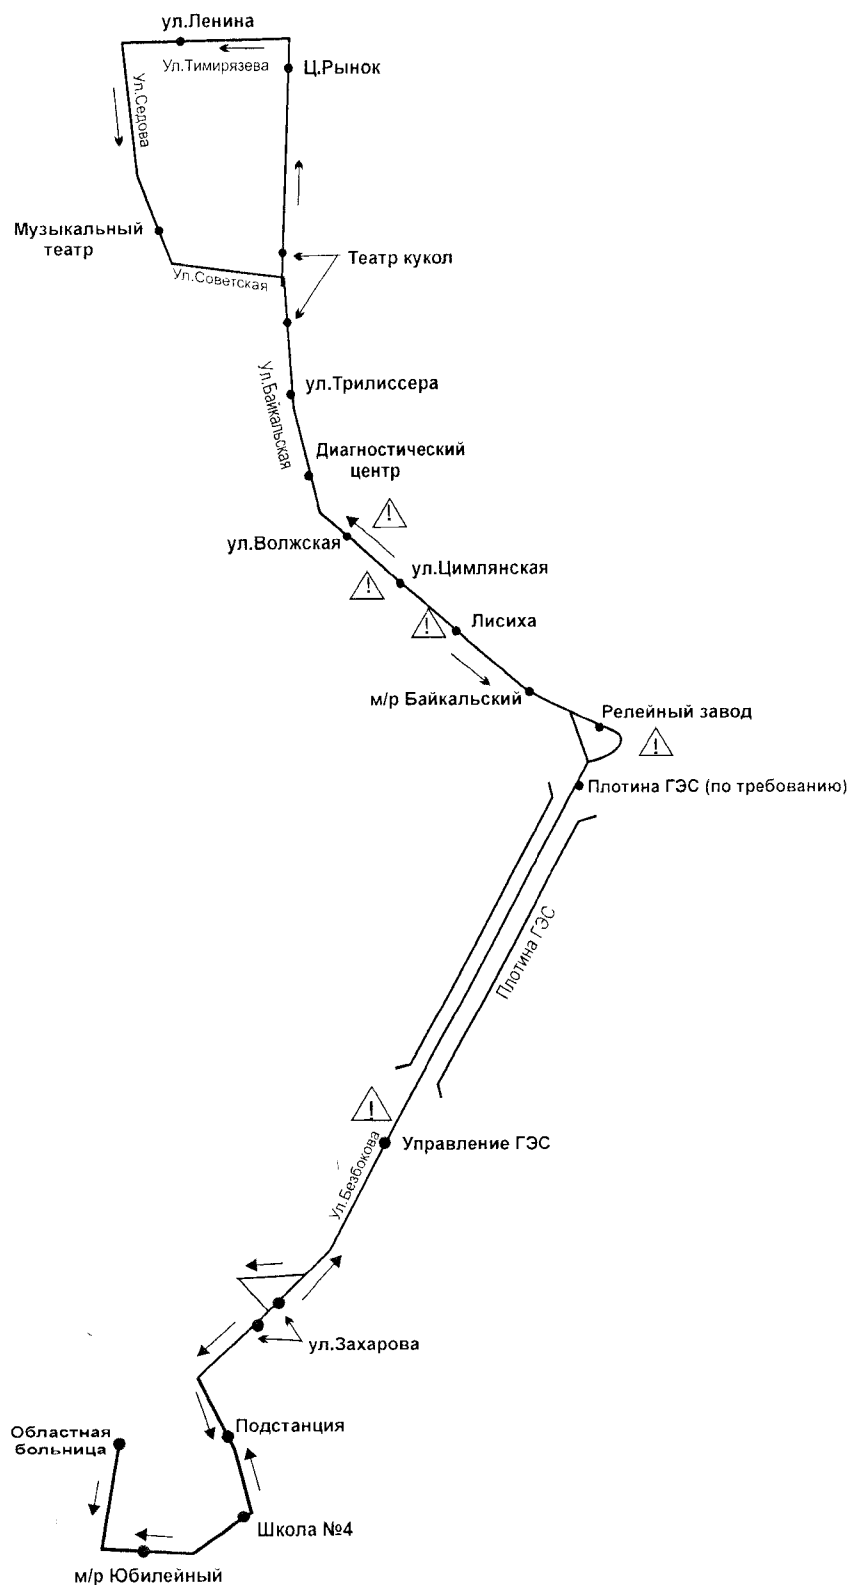 ул.Ленина
Ул.Тимирязева
Ц.Рынок
Ул.Седова
Музыкальный
театр
Театр кукол
Ул.Советская
Ул.Байкальская
ул.Трилиссера
Диагностический
центр
!
ул.Волжская
ул.Цимлянская
!
Лисиха
!
м/р Байкальский
Релейный завод
!
Плотина ГЭС (по требованию)
Плотина ГЭС
!
Управление ГЭС
Ул.Безбокова
ул.Захарова
Подстанция
Областная
больница
Школа №4
м/р Юбилейный